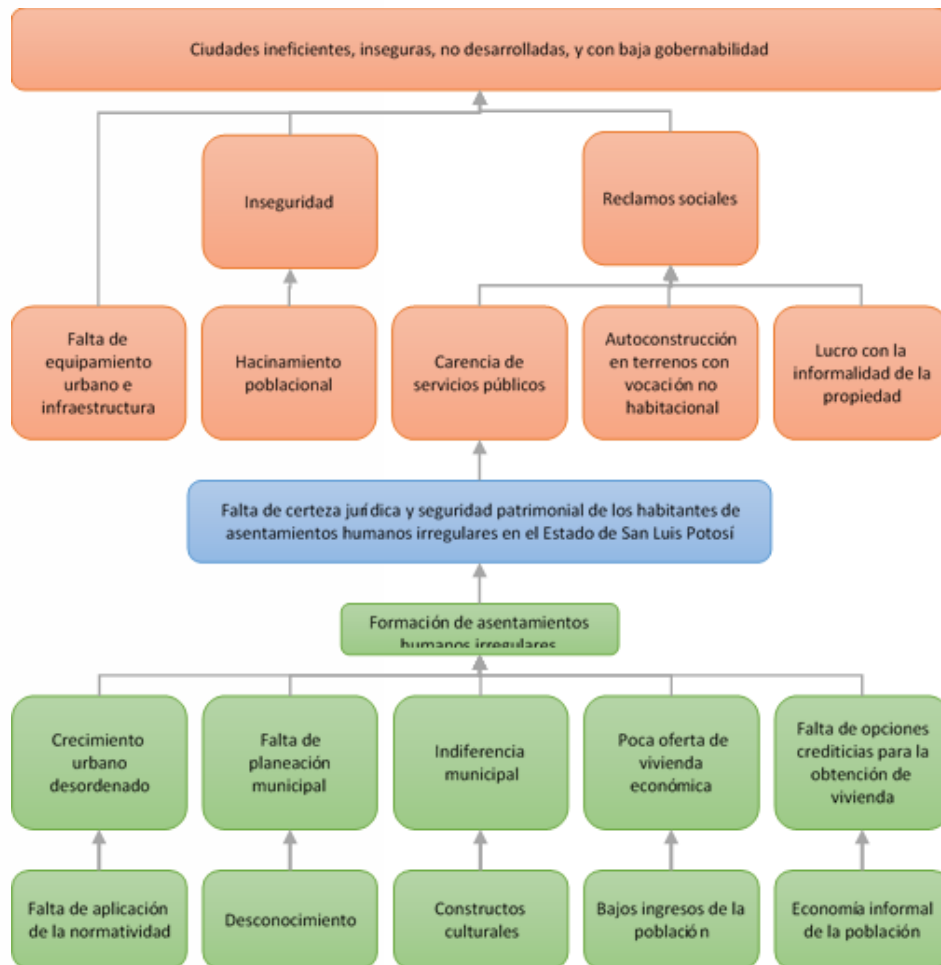 Ciudades ineficientes, inseguras, no desarrolladas, y con baja gobernabilidad
Inseguridad
Reclamos sociales
Falta de
equipamiento
urbano e
infraestructura
Hacinamiento
poblacional
Carencia de
servicios públicos
Autoconstrucción
en terrenos con
vocación no
habitacional
Lucro con la
informalidad de la
propiedad
Falta de certeza jurídica y seguridad patrimonial de los habitantes de
asentamientos humanos irregulares en el Estado de San Luis Potosí
Formación de asentamientos
humanos irregulares
Crecimiento
urbano
desordenado
Falta de
planeación
municipal
Indiferencia
municipal
Poca oferta de
vivienda
económica
Falta de opciones
crediticias para la
obtención de
vivienda
Falta de aplicación
de la normatividad
Desconocimiento
Constructos
culturales
Bajos ingresos de la
población
Economía informal
de la población